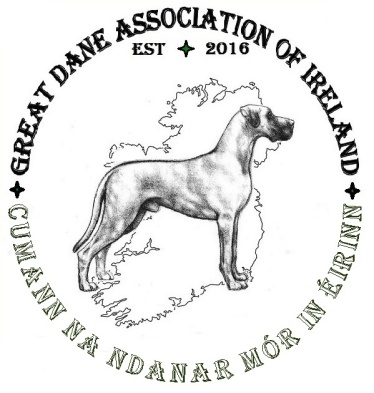 GREAT DANE ASSOCIATION OF IRELAND
EST 2016
CUMANN NA NDANAR MÓR IN ÉIRINN